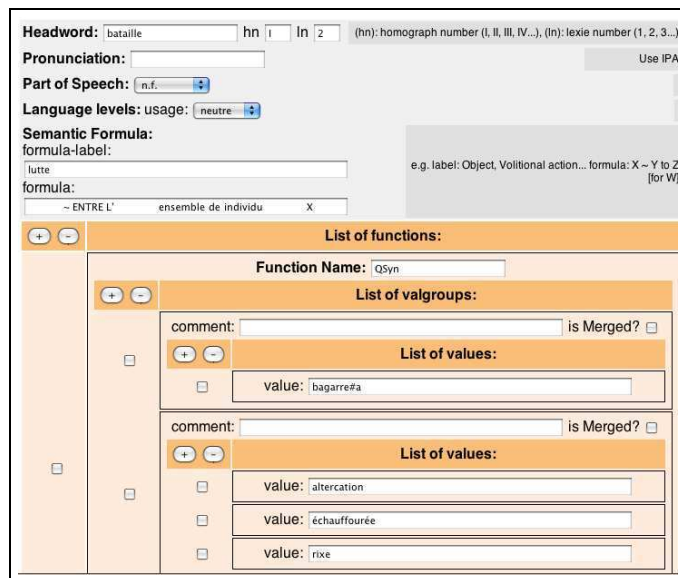 Headword: bataille hn I ln 2 (hn): homograph number (I, II, III, IV...), (ln): lexie number (1, 2, 3...)
Pronunciation: Use IPA
Part of Speech: n.f.
Language levels: usage: neutre
Semantic Formula:
formula-label:
lutte
e.g. label: Object, Volitional action... formula: X ~ Y to Z
[for W]
formula:
~ ENTRE L' ensemble de individu X
+ - List of functions:
Function Name: QSyn
+ - List of valgroups:
comment: is Merged?
+ - List of values:
value: bagarre#a
comment: is Merged?
+ - List of values:
value: altercation
value: échauffourée
value: rixe